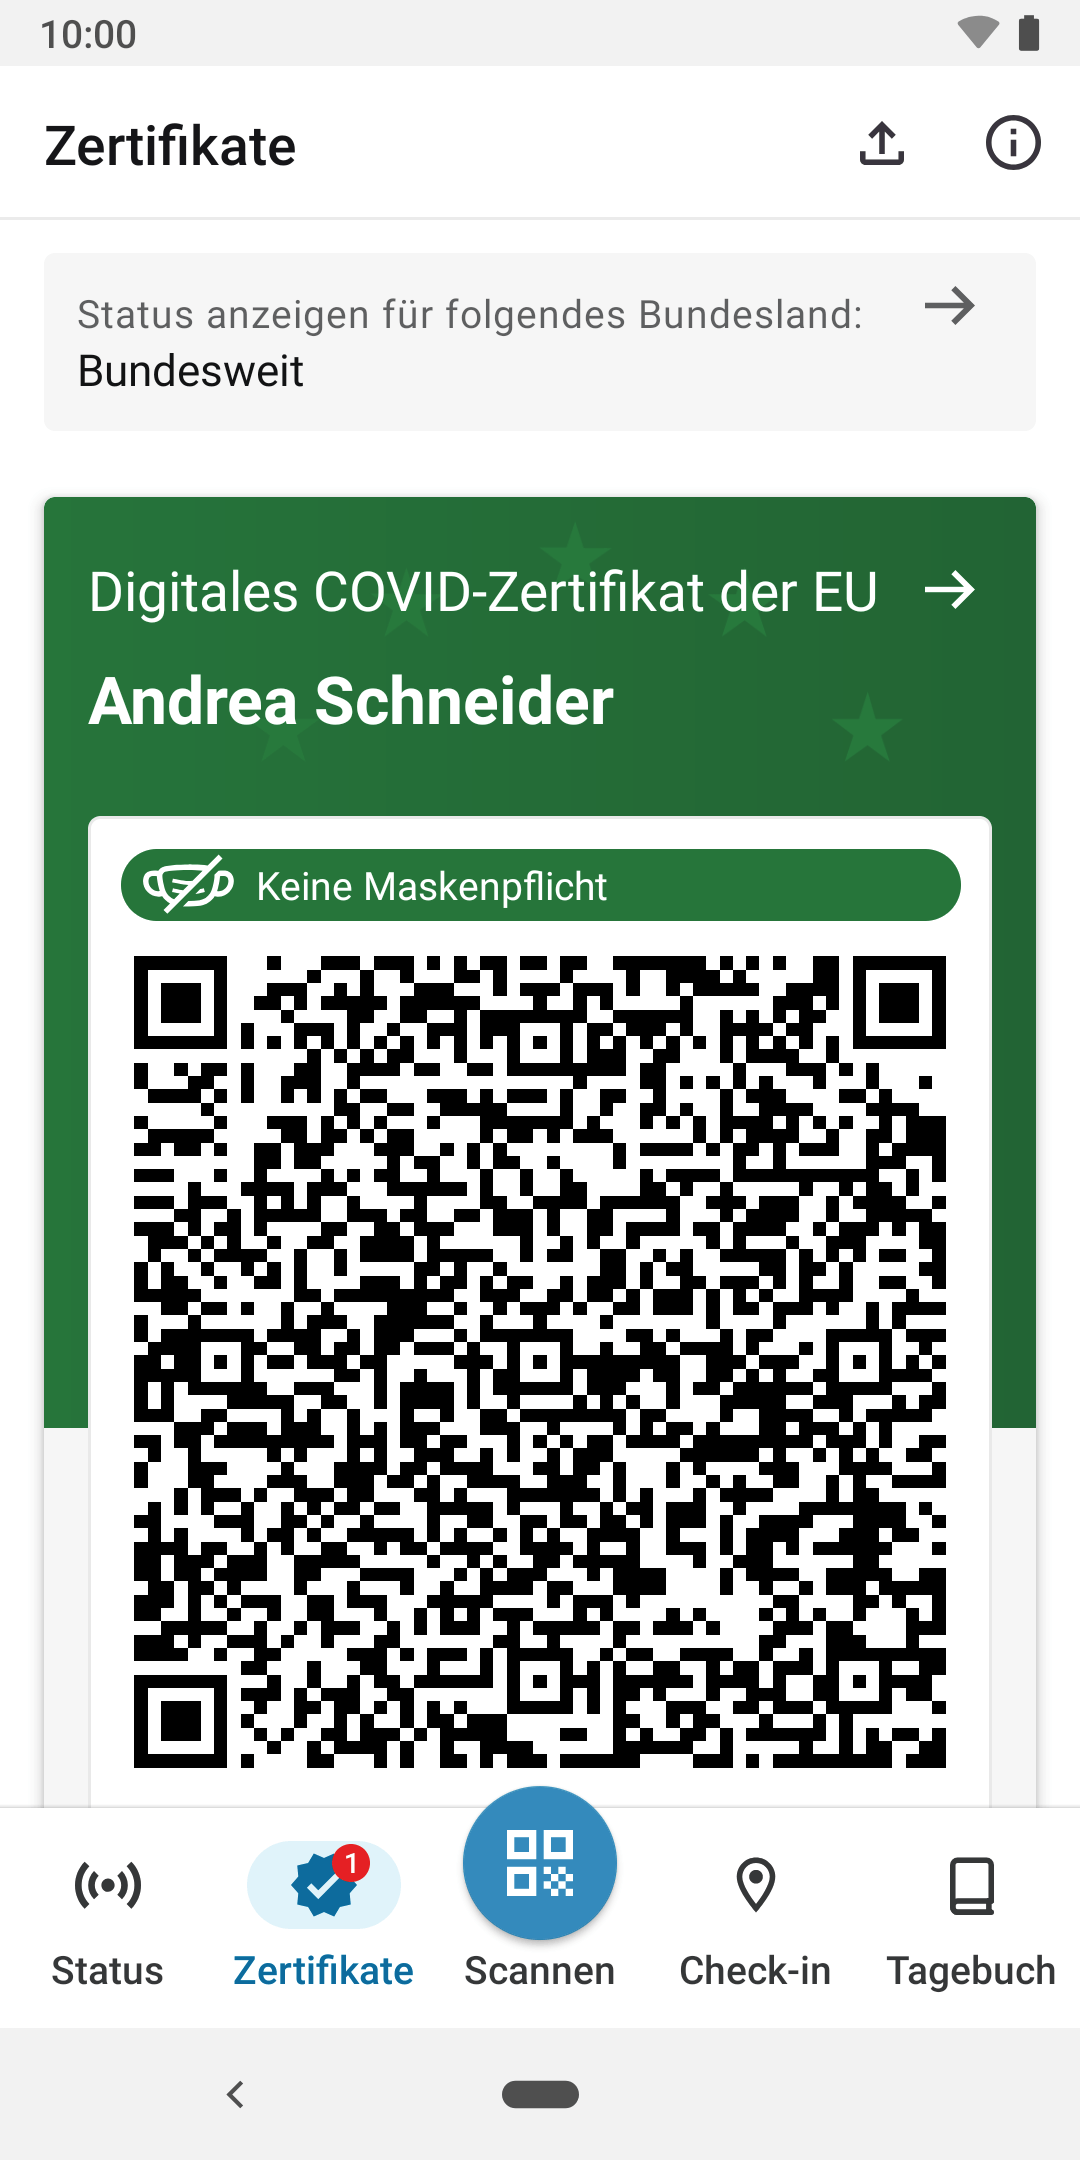 10:00
Zertifikate
Status anzeigen für folgendes Bundesland:
Bundesweit
Digitales COVID-Zertifikat der EU
Andrea Schneider
Keine Maskenpflicht
1
Status
Zertifikate
Scannen
Check-in
Tagebuch